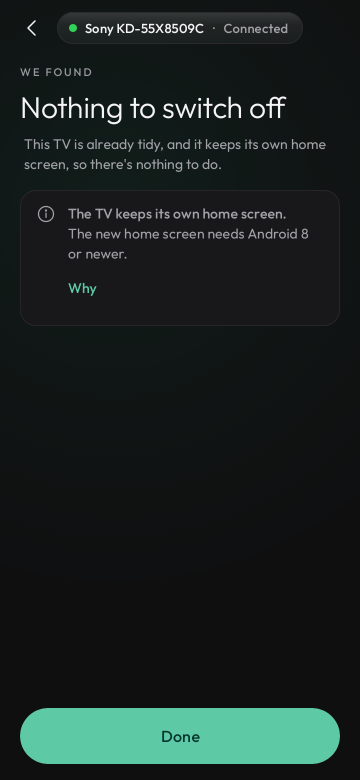 Sony KD-55X8509C · Connected
WE FOUND
Nothing to switch off
This TV is already tidy, and it keeps its own home
screen, so there's nothing to do.
The TV keeps its own home screen.
The new home screen needs Android 8
or newer.
Why
Done